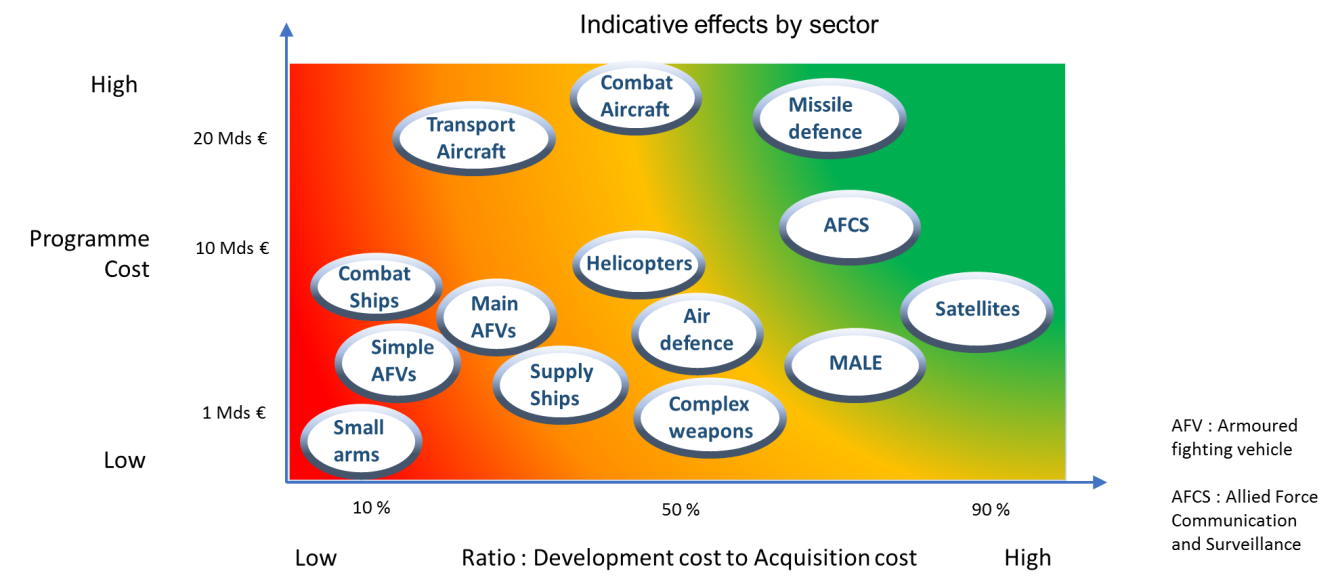 Indicative effects by sector
High
20 Mds €
Programme
Cost
10 Mds €
1 Mds €
Low
Combat
Aircraft
Transport
Aircraft
Missile
defence
AFCS
Helicopters
Combat
Ships
Main
AFVs
Satellites
Air
defence
Simple
AFVs
Supply
Ships
MALE
Complex
weapons
Small
arms
10 %
50 %
90 %
Low
Ratio : Development cost to Acquisition cost
High
AFV : Armoured
fighting vehicle
AFCS : Allied Force
Communication
and Surveillance